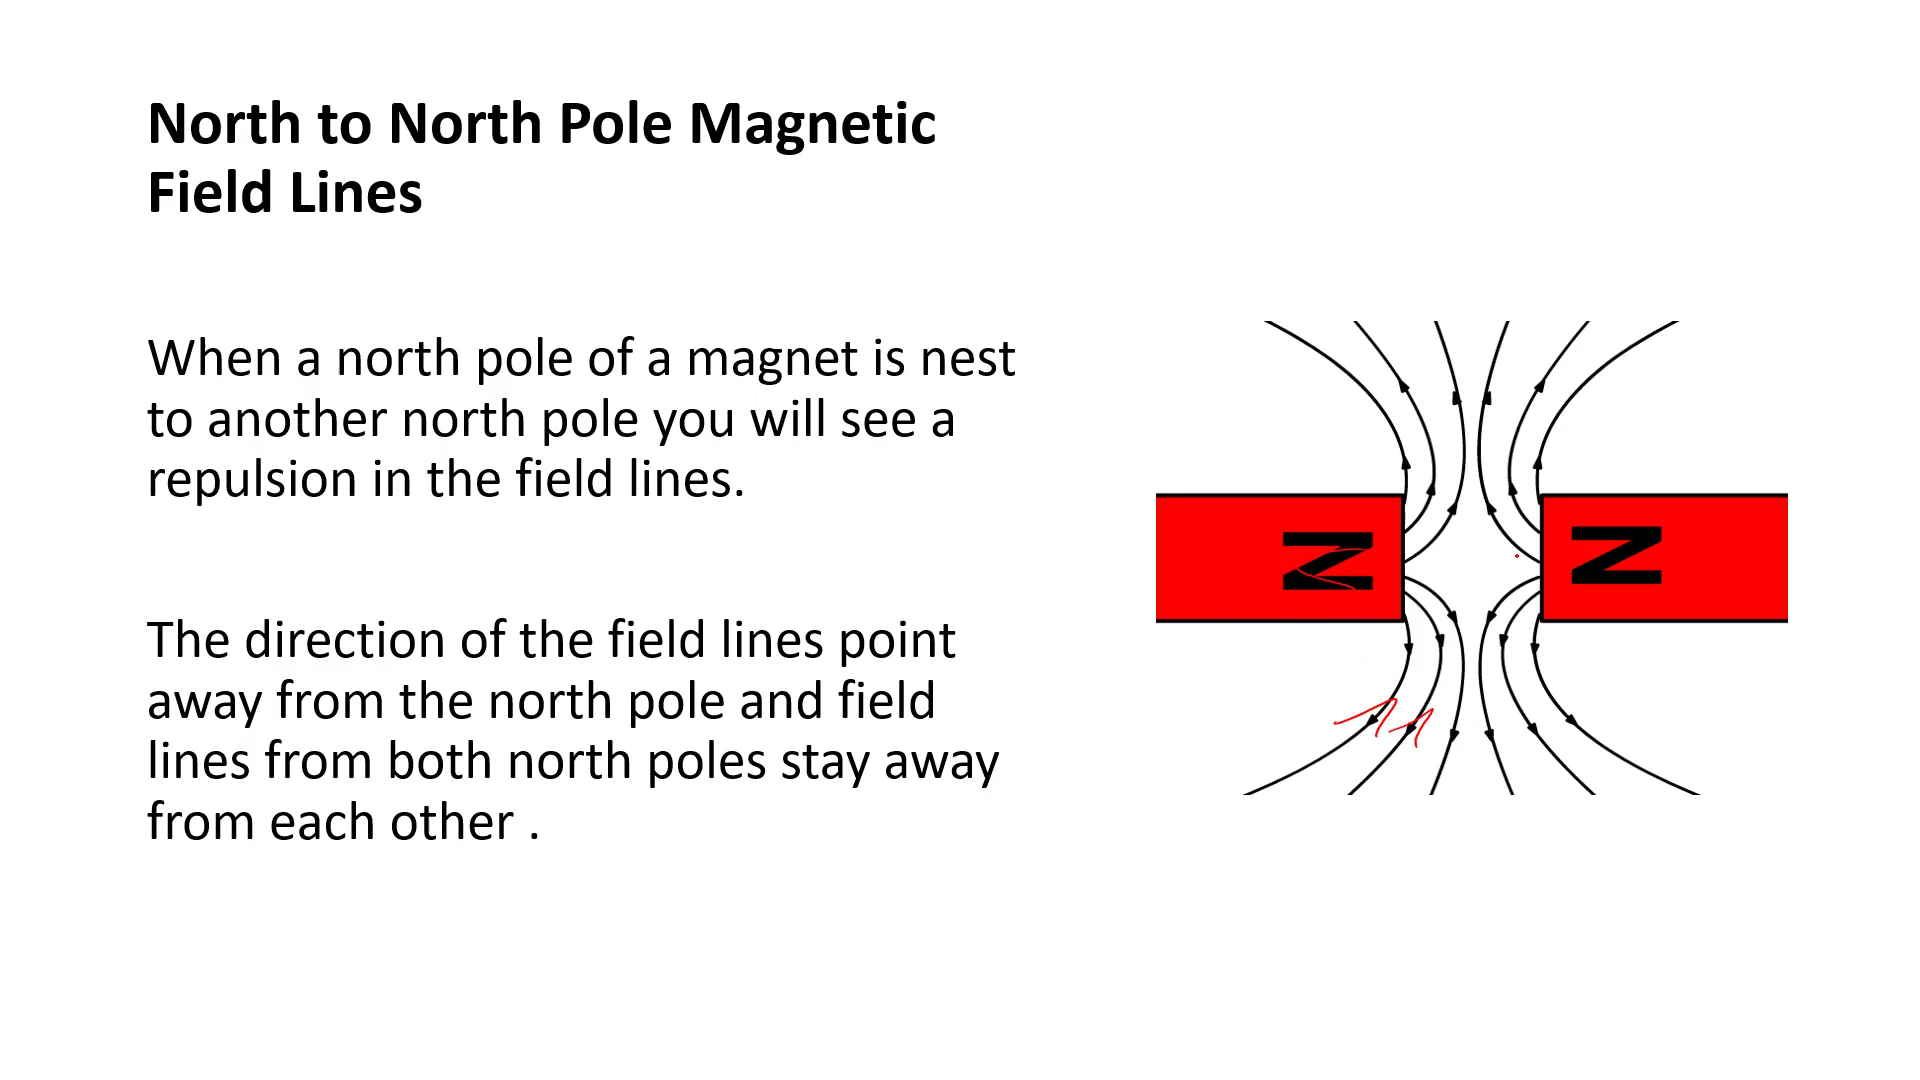 North to North Pole Magnetic
Field Lines
When a north pole of a magnet is nest
to another north pole you will see a
repulsion in the field lines.
The direction of the field lines point
away from the north pole and field
lines from both north poles stay away
from each other .
N
N